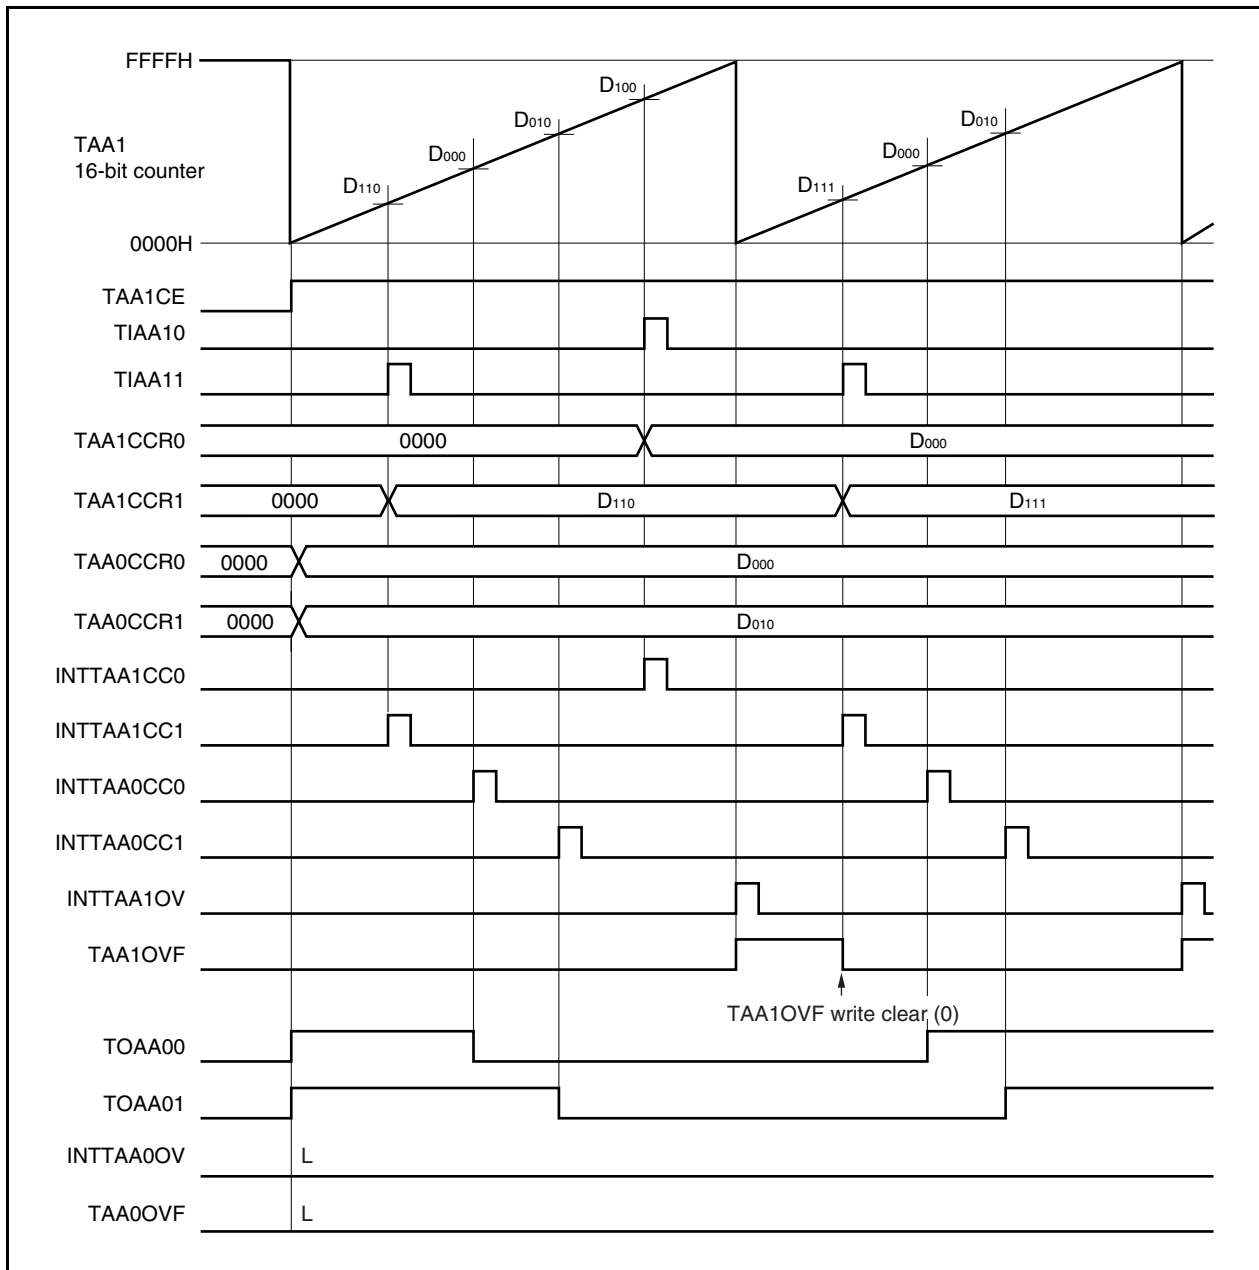 FFFFH
D100
D010
D010
TAA1
16-bit counter
D000
D000
D110
D111
0000H
TAA1CE
TIAA10
TIAA11
TAA1CCR0 0000 D000
TAA1CCR1 0000 D110 D111
TAA0CCR0 0000 D000
TAA0CCR1 0000 D010
INTTAA1CC0
INTTAA1CC1
INTTAA0CC0
INTTAA0CC1
INTTAA1OV
TAA1OVF
TAA1OVF write clear (0)
TOAA00
TOAA01
INTTAA0OV L
TAA0OVF L